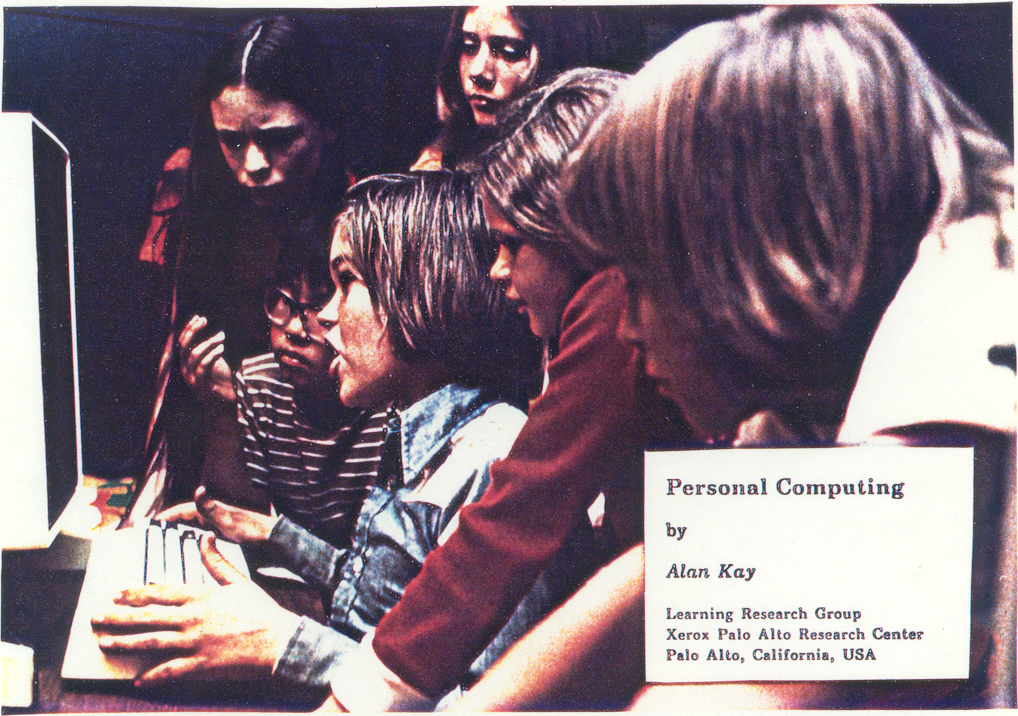 Personal Computing
by
Alan Kay
Learning Research Group
Xerox Palo Alto Research Center
Palo Alto, California, USA